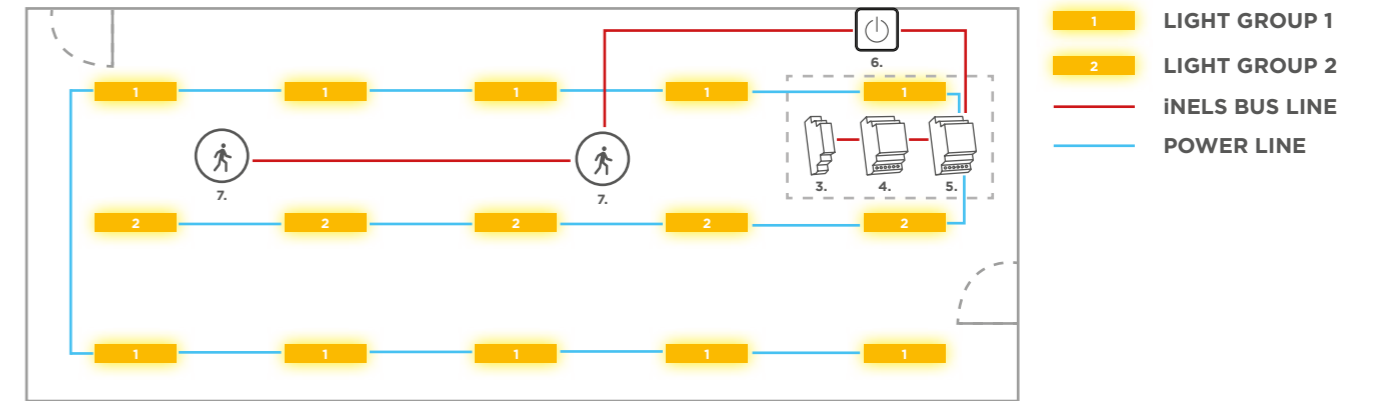 1 LIGHT GROUP 1
2 LIGHT GROUP 2
iNELS BUS LINE
POWER LINE
6.
1 1 1 1 1
3. 4. 5.
7. 7.
2 2 2 2 2
1 1 1 1 1